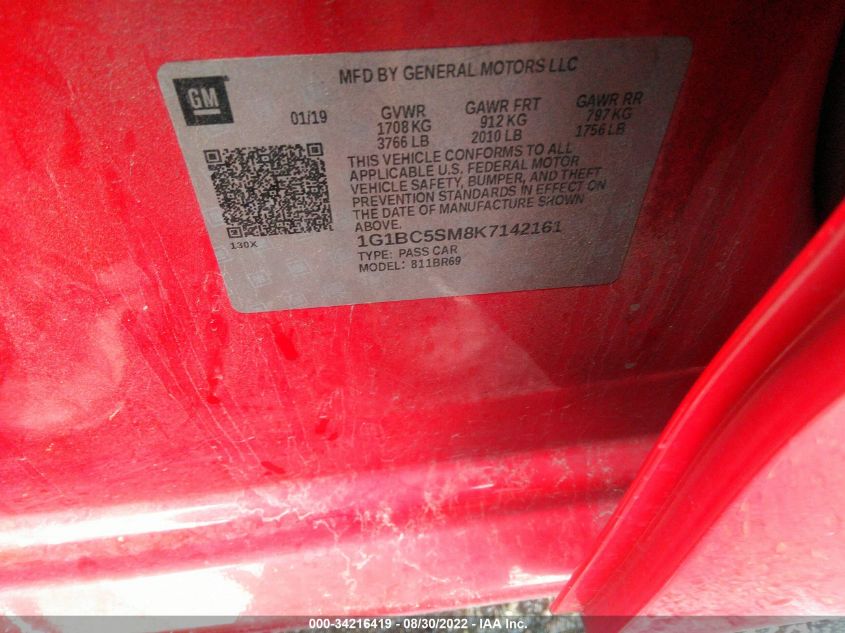 MFD BY GENERAL MOTORS LLC
GM
01/19
GVWR
1708 KG
3766 LB
GAWR FRT
912 KG
2010 LB
GAWR RR
797 KG
1756 LB
THIS VEHICLE CONFORMS TO ALL
APPLICABLE U.S. FEDERAL MOTOR
VEHICLE SAFETY, BUMPER, AND THEFT
PREVENTION STANDARDS IN EFFECT ON
THE DATE OF MANUFACTURE SHOWN
ABOVE.
130X
1G1BC5SM8K7142161
TYPE: PASS CAR
MODEL: 811BR69
000-34216419 - 08/30/2022 - IAA Inc.